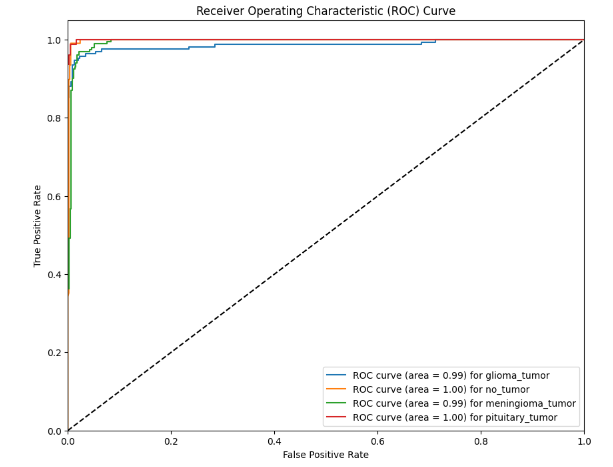 Receiver Operating Characteristic (ROC) Curve
True Positive Rate
1.0
0.8
0.6
0.4
0.2
0.0
0.0
0.2
0.4
0.6
0.8
1.0
False Positive Rate
ROC curve (area = 0.99) for glioma_tumor
ROC curve (area = 1.00) for no_tumor
ROC curve (area = 0.99) for meningioma_tumor
ROC curve (area = 1.00) for pituitary_tumor